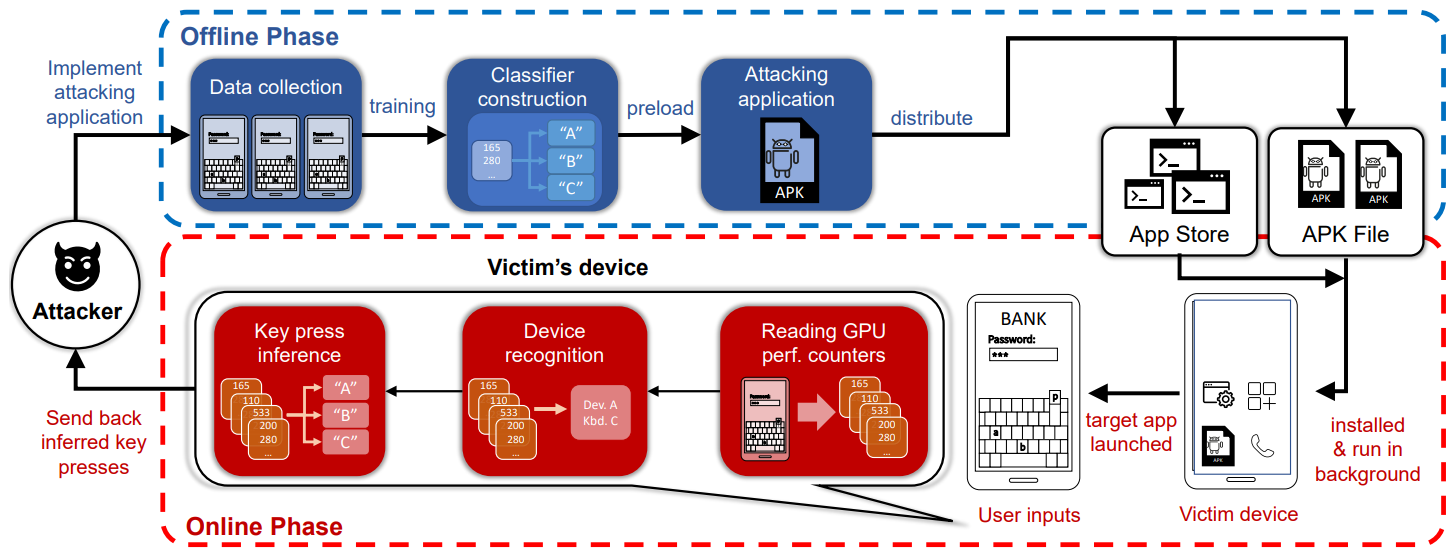 Offline Phase
Implement
attacking
application
Data collection
Password:
***
Password:
***
Password:
***
training
Classifier
construction
165
280
...
"A"
"B"
"C"
preload
Attacking
application
APK
distribute
>_
>_
>_
App Store
APK
APK
APK File
Attacker
Victim's device
Key press
inference
165
110
533
200
280
...
"A"
"B"
"C"
Device
recognition
165
110
533
200
280
...
Dev. A
Kbd. C
Reading GPU
perf. counters
165
110
533
200
280
...
BANK
Password:
***
p
a
b
User inputs
target app
launched
APK
Victim device
installed
& run in
background
Send back
inferred key
presses
Online Phase